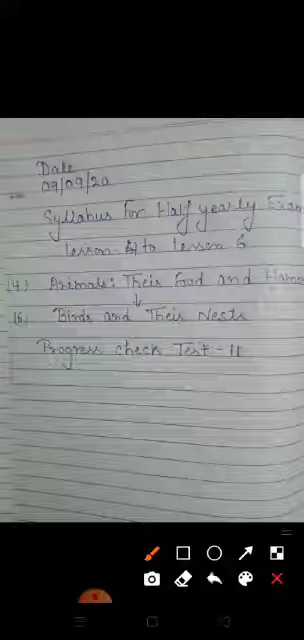 Date
09/09/20
Syllabus For Half yearly Exam
lesson 4 to lesson 6
(4) Animals: Their Food and
(6) Birds and Their Nests
Progress check Test - II